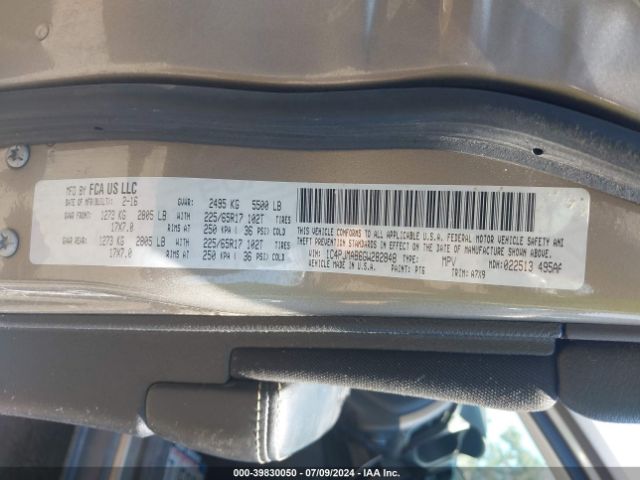 MFD BY FCA US LLC
DATE OF MFR(BUILT): 2-16 GVWR: 2495 KG 5500 LB
GAWR FRONT: 1273 KG 2805 LB WITH 225/65R17 102T TIRES
17X7.0 RIMS AT 250 KPA ( 36 PSI) COLD
GAWR REAR: 1273 KG 2805 LB WITH 225/65R17 102T TIRES
17X7.0 RIMS AT 250 KPA ( 36 PSI) COLD
THIS VEHICLE CONFORMS TO ALL APPLICABLE U.S.A. FEDERAL MOTOR VEHICLE SAFETY AND
THEFT PREVENTION STANDARDS IN EFFECT ON THE DATE OF MANUFACTURE SHOWN ABOVE.
VIN: 1C4PJMAB6GW282848 TYPE: MPV MDH: 022513 495AF
VEHICLE MADE IN U.S.A. PAINT: PTG TRIM: A7X9
000-39830050 - 07/09/2024 - IAA Inc.